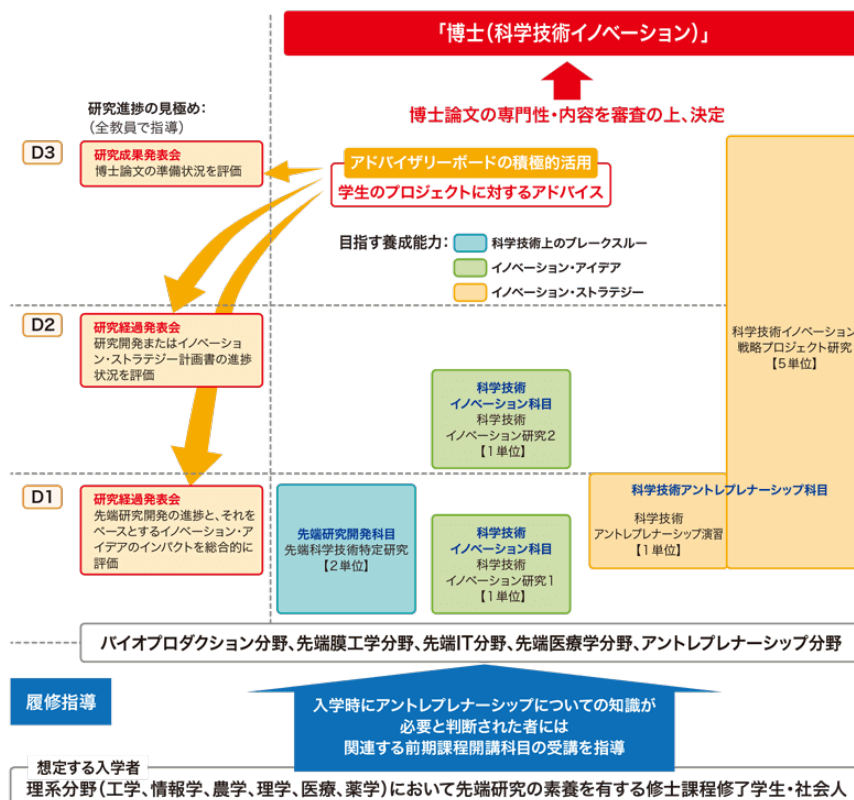 「博士(科学技術イノベーション)」
博士論文の専門性・内容を審査の上、決定
研究進捗の見極め:
(全教員で指導)
D3
研究成果発表会
博士論文の準備状況を評価
アドバイザリーボードの積極的活用
学生のプロジェクトに対するアドバイス
目指す養成能力:
科学技術上のブレークスルー
イノベーション・アイデア
イノベーション・ストラテジー
D2
研究経過発表会
研究開発またはイノベーショ
ン・ストラテジー計画書の進捗
状況を評価
科学技術イノベーション
戦略プロジェクト研究
【5単位】
科学技術
イノベーション科目
科学技術
イノベーション研究2
【1単位】
D1
研究経過発表会
先端研究開発の進捗と、それを
ベースとするイノベーション・ア
イデアのインパクトを総合的に
評価
先端研究開発科目
先端科学技術特定研究
【2単位】
科学技術
イノベーション科目
科学技術
イノベーション研究1
【1単位】
科学技術アントレプレナーシップ科目
科学技術
アントレプレナーシップ演習
【1単位】
バイオプロダクション分野、先端膜工学分野、先端IT分野、先端医療学分野、アントレプレナーシップ分野
履修指導
入学時にアントレプレナーシップについての知識が
必要と判断された者には
関連する前期課程開講科目の受講を指導
想定する入学者
理系分野(工学、情報学、農学、理学、医療、薬学)において先端研究の素養を有する修士課程修了学生・社会人